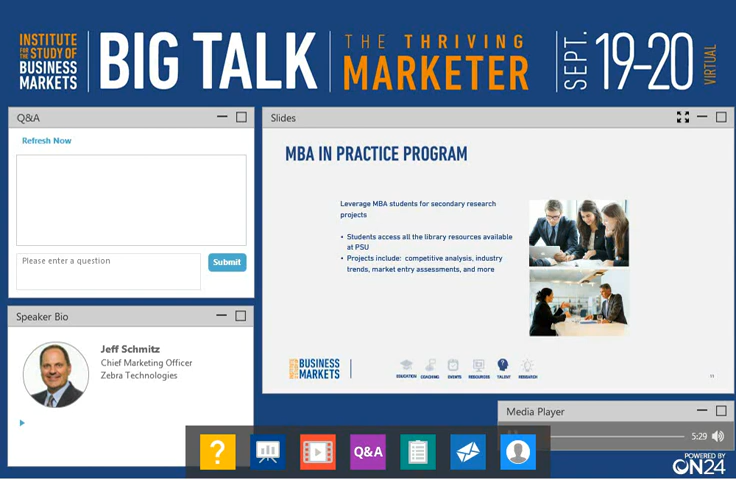 INSTITUTE
FOR THE STUDY OF
BUSINESS
MARKETS
BIG TALK
THE THRIVING
MARKETER
SEPT.
19-20
VIRTUAL
Q&A
Refresh Now
Please enter a question
Submit
Speaker Bio
Jeff Schmitz
Chief Marketing Officer
Zebra Technologies
Slides
MBA IN PRACTICE PROGRAM
Leverage MBA students for secondary research
projects
• Students access all the library resources available
at PSU
• Projects include: competitive analysis, industry
trends, market entry assessments, and more
BUSINESS
MARKETS
EDUCATION COACHING EVENTS RESOURCES TALENT RESEARCH
Media Player
5:29
?
Q&A
POWERED BY
ON24